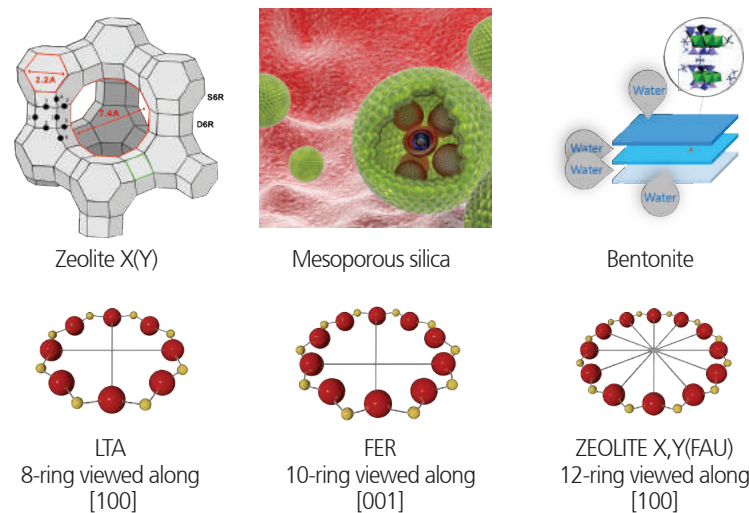 2.2A
7.4A
S6R
D6R
Water
Water
Water
Water
Zeolite X(Y)
Mesoporous silica
Bentonite
LTA
8-ring viewed along
[100]
FER
10-ring viewed along
[001]
ZEOLITE X,Y(FAU)
12-ring viewed along
[100]